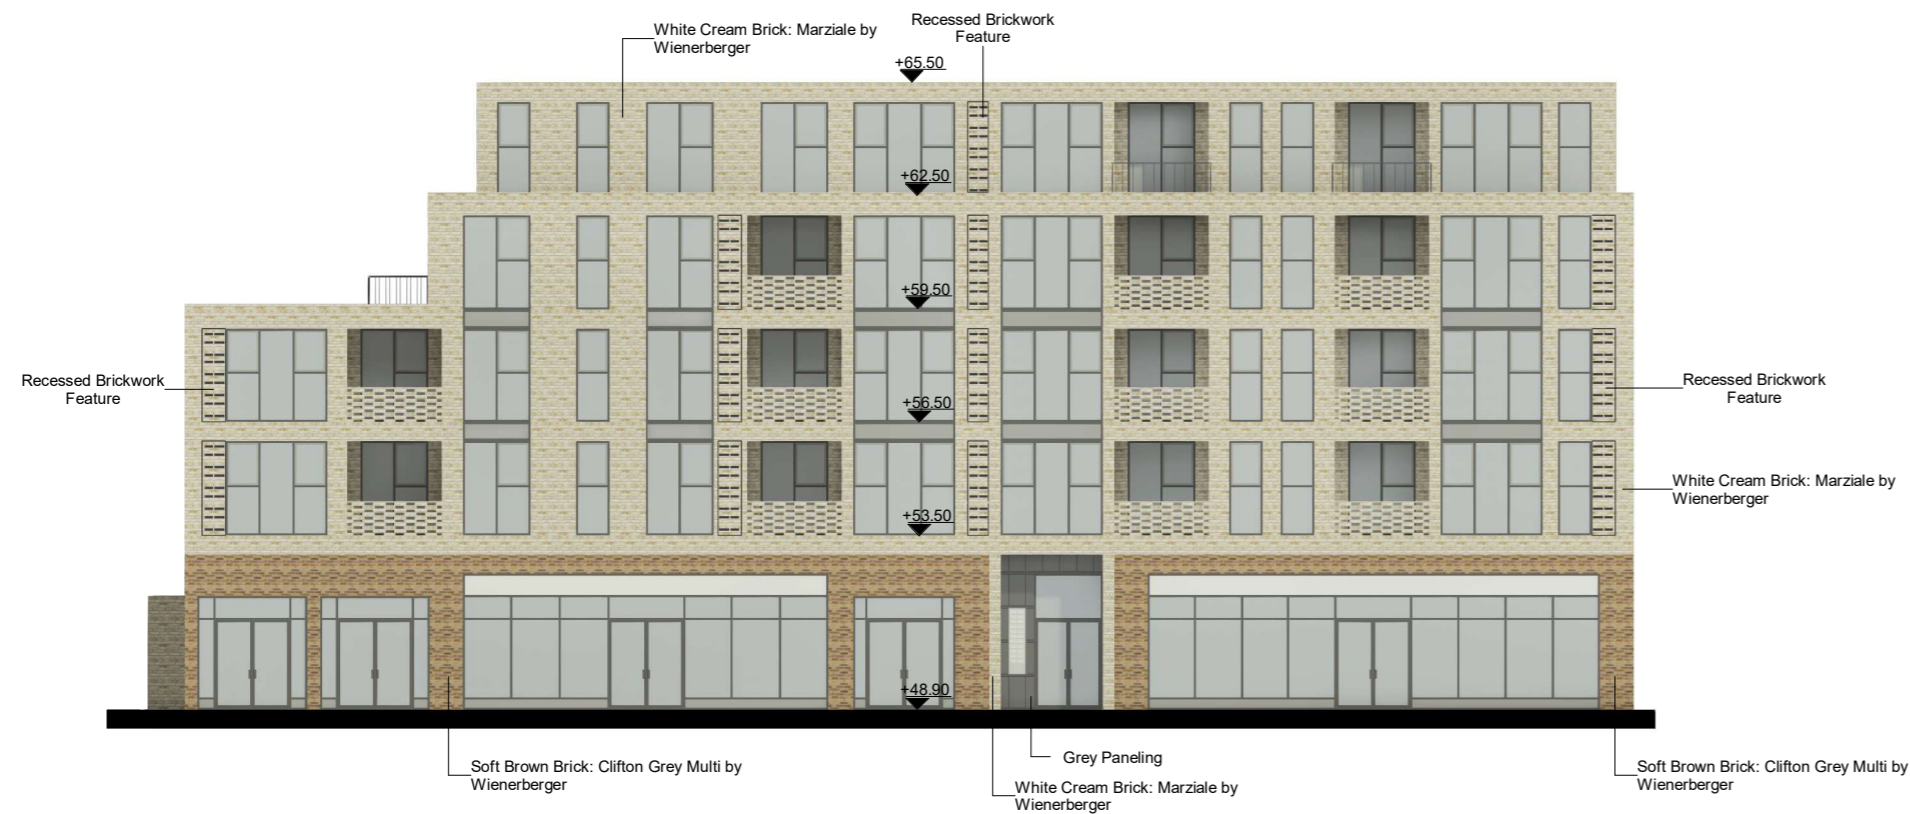 Recessed Brickwork
Feature
White Cream Brick: Marziale by
Wienerberger
+65.50
+62.50
+59.50
Recessed Brickwork
Feature
Recessed Brickwork
Feature
+56.50
White Cream Brick: Marziale by
Wienerberger
+53.50
+48.90
Soft Brown Brick: Clifton Grey Multi by
Wienerberger
Grey Paneling
White Cream Brick: Marziale by
Wienerberger
Soft Brown Brick: Clifton Grey Multi by
Wienerberger